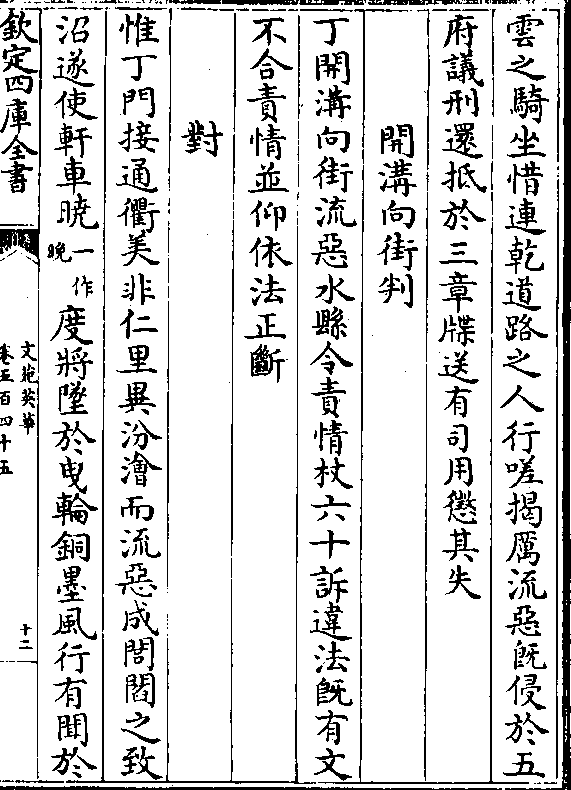 雲之騎坐惜連乾道路之人行嗟揭厲流惡既侵於五
府議刑還抵於三章牒送有司用懲其失
開溝向街判
丁開溝向街流惡水縣令責情杖六十訴違法既有文
不合責情並仰依法正斷
對
惟丁門接通衢美非仁里異汾澮而流惡成閭閻之致
沼遂使軒車曉一作晚度將墜於曳輪銅墨風行有聞於
欽定四庫全書
文苑英華
卷五百四十五
十二